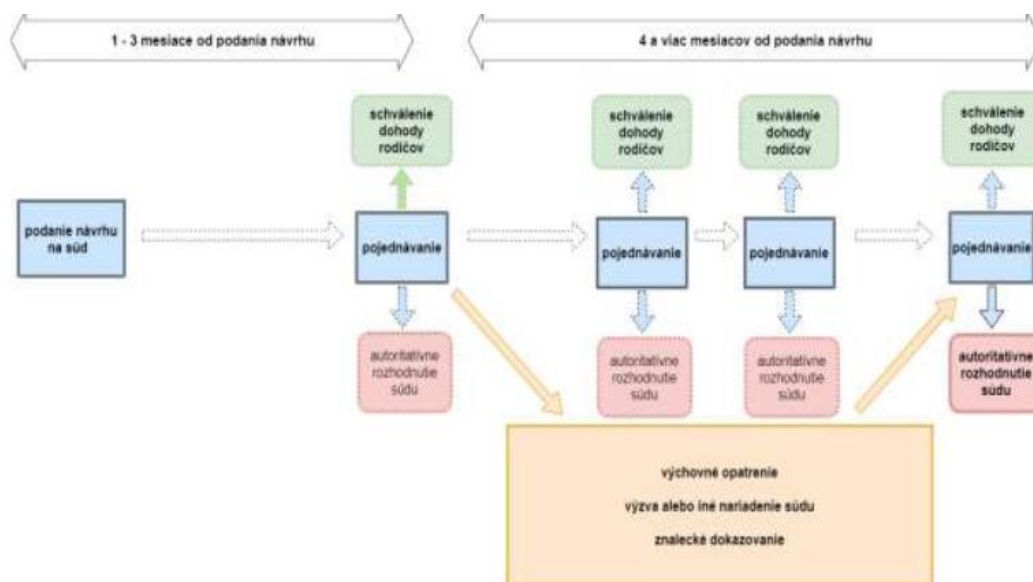 1 - 3 mesiace od podania návrhu
4 a viac mesiacov od podania návrhu
schválenie
dohody
rodičov
schválenie
dohody
rodičov
schválenie
dohody
rodičov
schválenie
dohody
rodičov
podanie návrhu
na súd
pojednávanie
pojednávanie
pojednávanie
pojednávanie
autoritatívne
rozhodnutie
súdu
autoritatívne
rozhodnutie
súdu
autoritatívne
rozhodnutie
súdu
autoritatívne
rozhodnutie
súdu
výchovné opatrenie
výzva alebo iné nariadenie súdu
znalecké dokazovanie